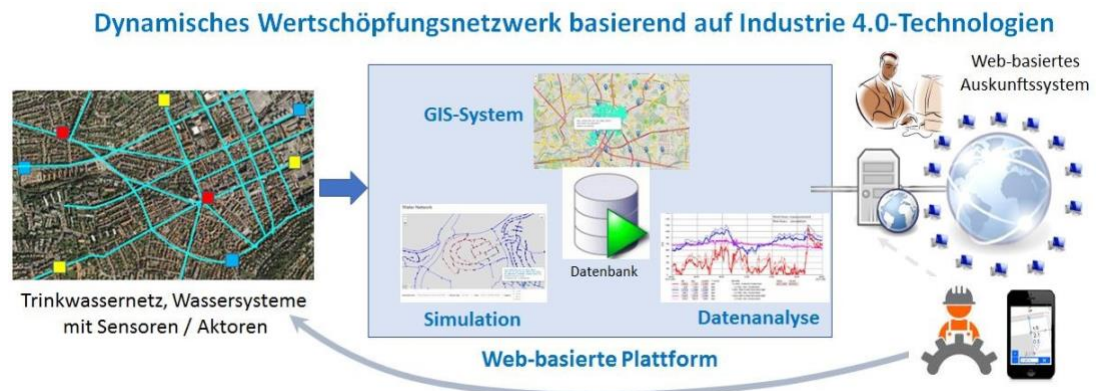 Dynamisches Wertschöpfungsnetzwerk basierend auf Industrie 4.0-Technologien
Web-basiertes
Auskunftssystem
GIS-System
Datenbank
Trinkwassernetz, Wassersysteme
mit Sensoren / Aktoren
Simulation
Datenanalyse
Web-basierte Plattform